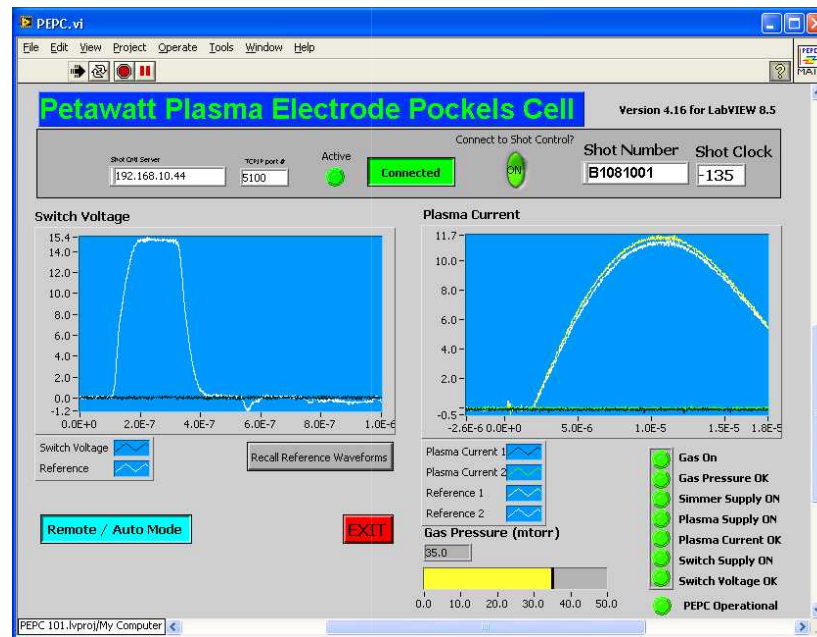 PEPC.vi
File Edit View Project Operate Tools Window Help
PEPC
MAIN
Petawatt Plasma Electrode Pockels Cell
Version 4.16 for LabVIEW 8.5
Shot Cntl Server
192.168.10.44
TCP/IP port #
5100
Active
Connected
Connect to Shot Control?
ON
Shot Number
B1081001
Shot Clock
-135
Switch Voltage
15.4
14.0
12.0
10.0
8.0
6.0
4.0
2.0
0.0
-1.2
0.0E+0 2.0E-7 4.0E-7 6.0E-7 8.0E-7 1.0E-6
Switch Voltage
Reference
Recall Reference Waveforms
Plasma Current
11.7
10.0
8.0
6.0
4.0
2.0
-0.5
-2.6E-6 0.0E+0 5.0E-6 1.0E-5 1.5E-5 1.8E-5
Plasma Current 1
Plasma Current 2
Reference 1
Reference 2
Gas On
Gas Pressure OK
Simmer Supply ON
Plasma Supply ON
Plasma Current OK
Switch Supply ON
Switch Voltage OK
PEPC Operational
Remote / Auto Mode
EXIT
Gas Pressure (mtorr)
35.0
0.0 10.0 20.0 30.0 40.0 50.0
PEPC 101.lvproj/My Computer